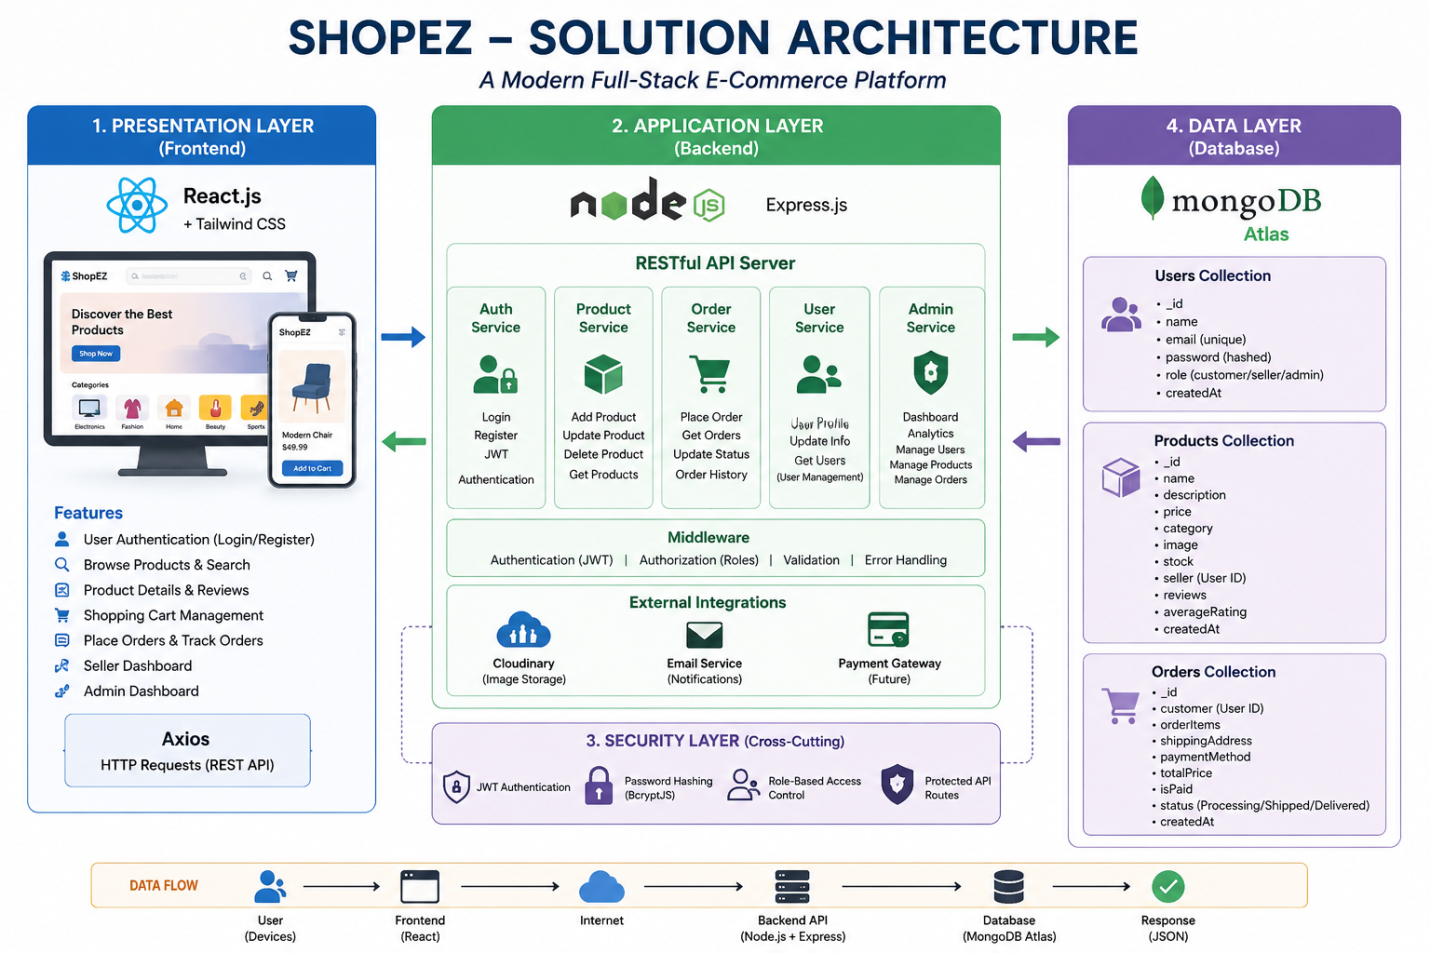 SHOPEZ – SOLUTION ARCHITECTURE
A Modern Full-Stack E-Commerce Platform
1. PRESENTATION LAYER
(Frontend)
React.js
+ Tailwind CSS
ShopEZ
Discover the Best
Products
Shop Now
Categories
Electronics
Fashion
Home
Beauty
Sports
ShopEZ
Modern Chair
$49.99
Add to Cart
Features
User Authentication (Login/Register)
Browse Products & Search
Product Details & Reviews
Shopping Cart Management
Place Orders & Track Orders
Seller Dashboard
Admin Dashboard
Axios
HTTP Requests (REST API)
2. APPLICATION LAYER
(Backend)
node JS
Express.js
RESTful API Server
Auth
Service
Login
Register
JWT
Authentication
Product
Service
Add Product
Update Product
Delete Product
Get Products
Order
Service
Place Order
Get Orders
Update Status
Order History
User
Service
User Profile
Update Info
Get Users
(User Management)
Admin
Service
Dashboard
Analytics
Manage Users
Manage Products
Manage Orders
Middleware
Authentication (JWT) | Authorization (Roles) | Validation | Error Handling
External Integrations
Cloudinary
(Image Storage)
Email Service
(Notifications)
Payment Gateway
(Future)
3. SECURITY LAYER (Cross-Cutting)
JWT Authentication
Password Hashing
(BcryptJS)
Role-Based Access
Control
Protected API
Routes
4. DATA LAYER
(Database)
mongoDB
Atlas
Users Collection
• _id
• name
• email (unique)
• password (hashed)
• role (customer/seller/admin)
• createdAt
Products Collection
• _id
• name
• description
• price
• category
• image
• stock
• seller (User ID)
• reviews
• averageRating
• createdAt
Orders Collection
• _id
• customer (User ID)
• orderItems
• shippingAddress
• paymentMethod
• totalPrice
• isPaid
• status (Processing/Shipped/Delivered)
• createdAt
DATA FLOW
User
(Devices)
Frontend
(React)
Internet
Backend API
(Node.js + Express)
Database
(MongoDB Atlas)
Response
(JSON)